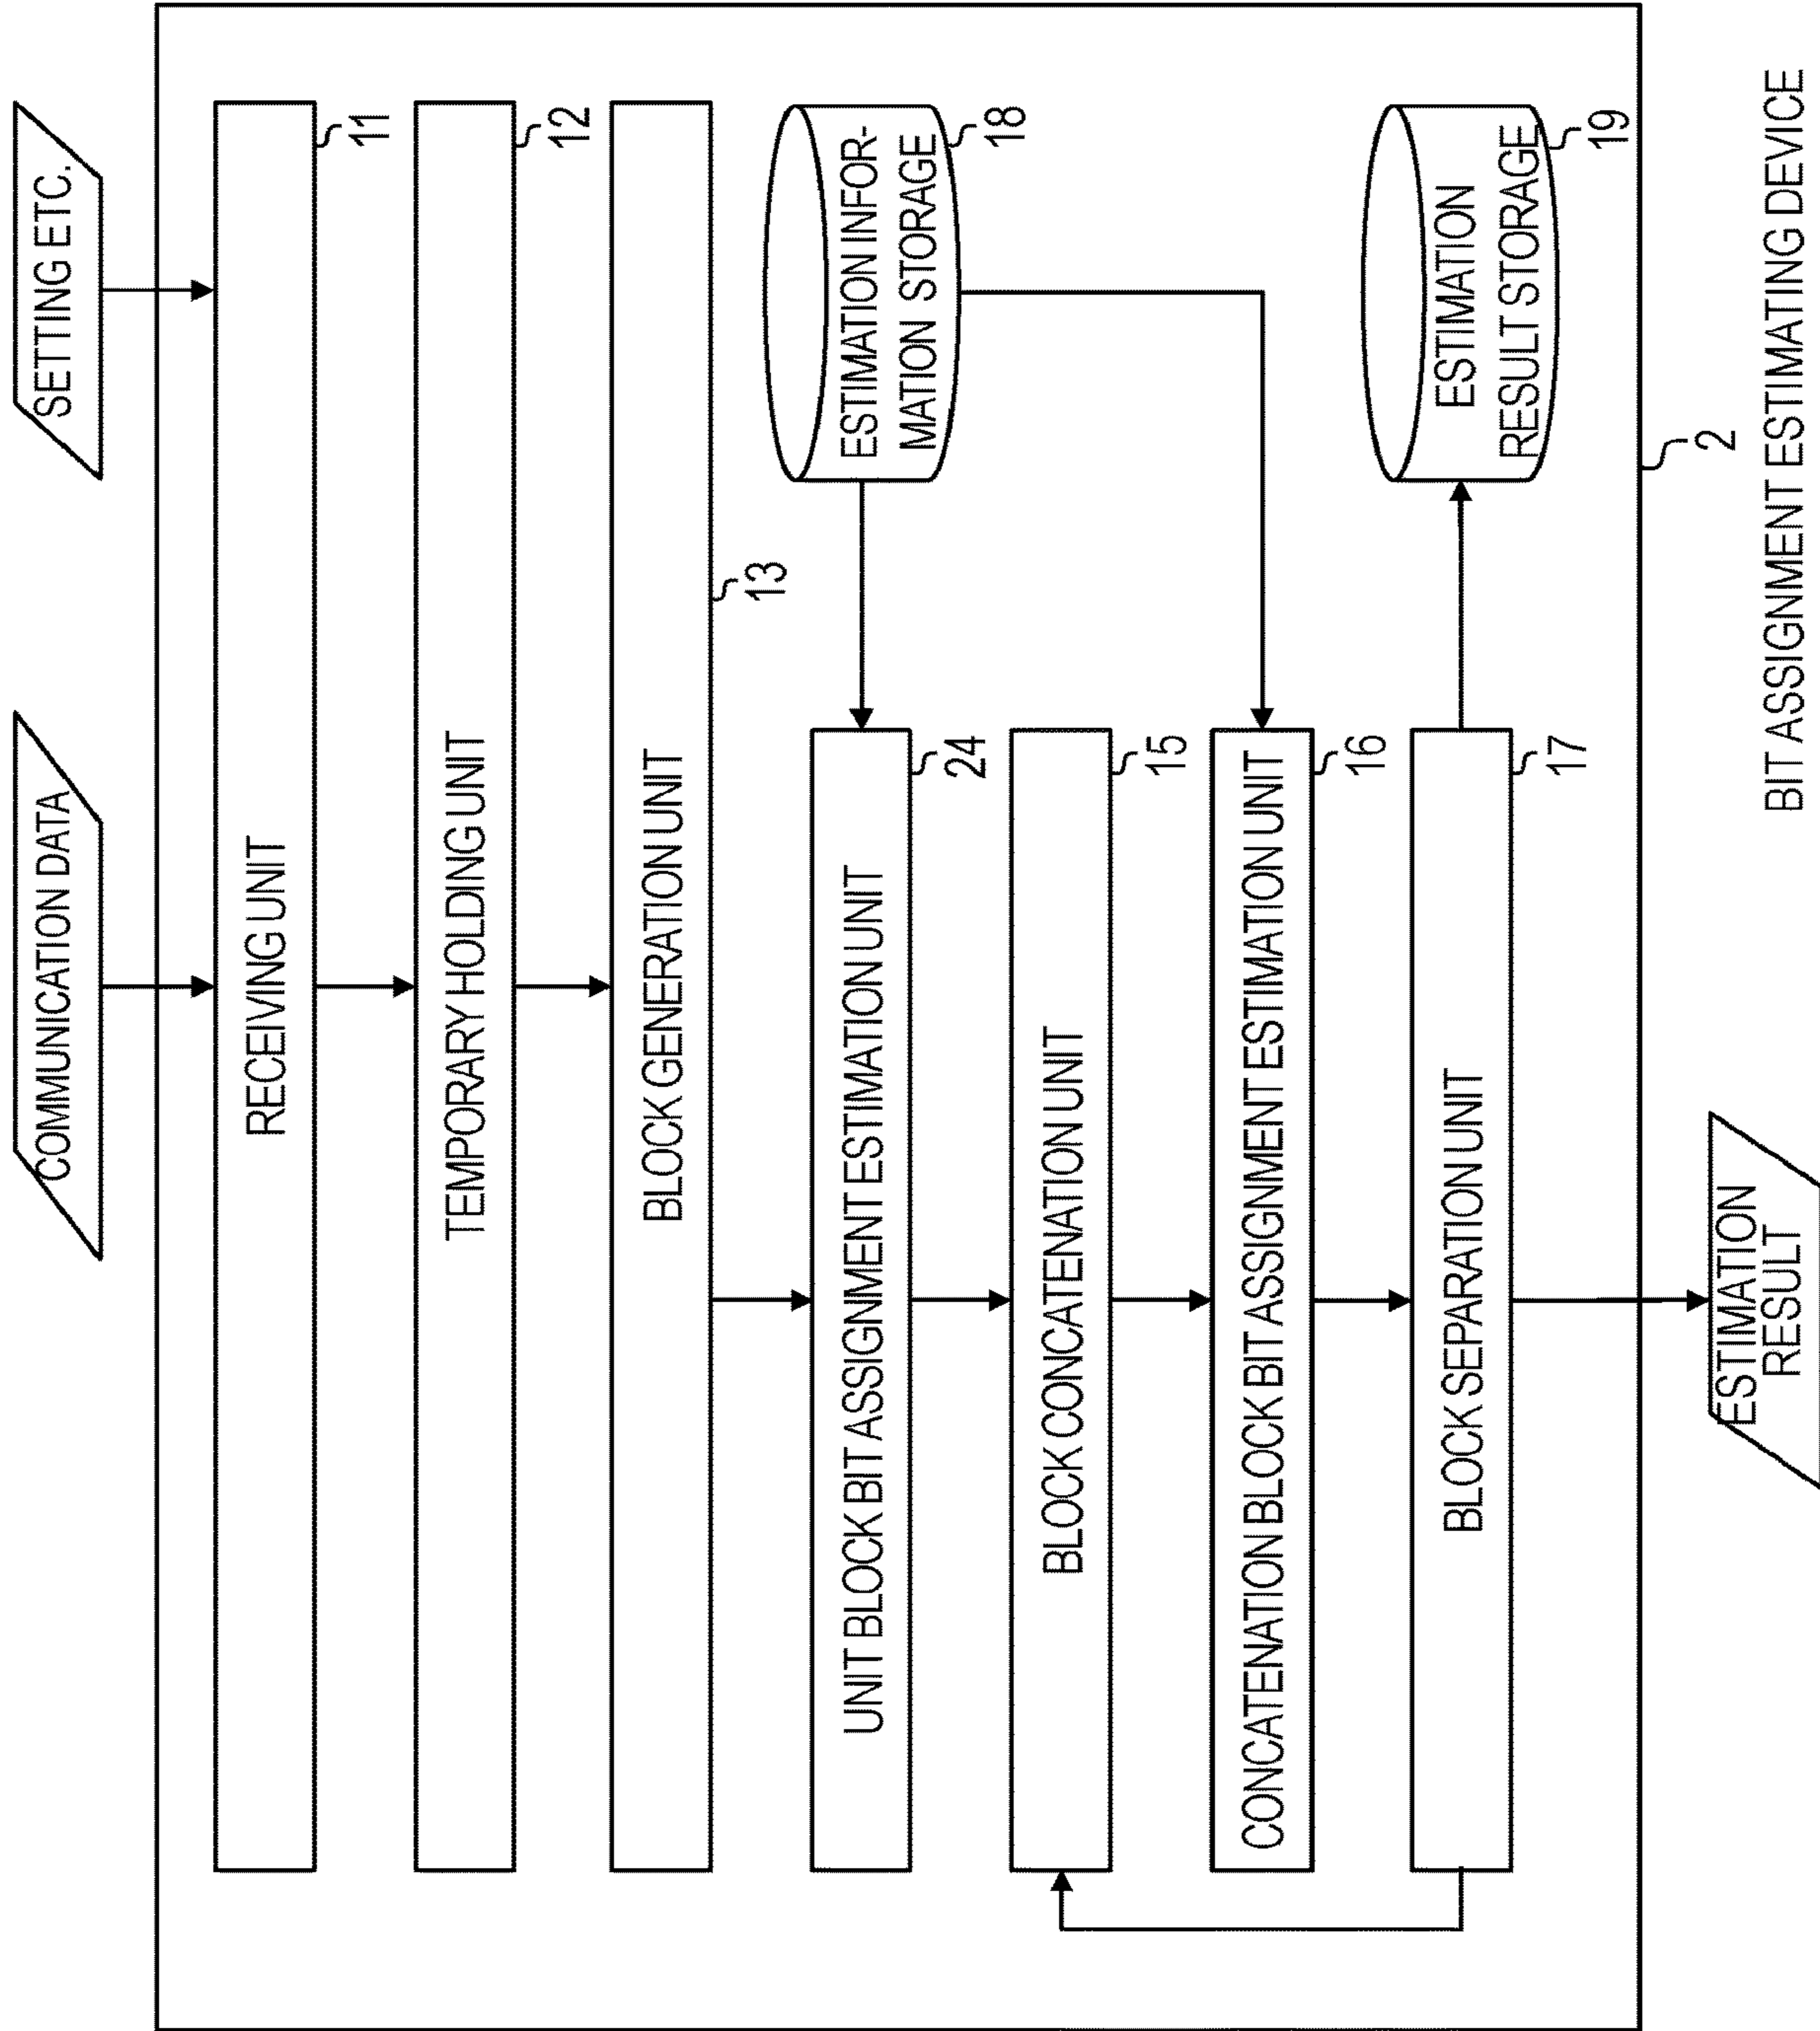 COMMUNICATION DATA
SETTING ETC.
RECEIVING UNIT
11
TEMPORARY HOLDING UNIT
12
BLOCK GENERATION UNIT
13
UNIT BLOCK BIT ASSIGNMENT ESTIMATION UNIT
24
ESTIMATION INFOR-
MATION STORAGE
18
BLOCK CONCATENATION UNIT
15
CONCATENATION BLOCK BIT ASSIGNMENT ESTIMATION UNIT
16
BLOCK SEPARATION UNIT
17
ESTIMATION
RESULT STORAGE
19
2
ESTIMATION
RESULT
BIT ASSIGNMENT ESTIMATING DEVICE